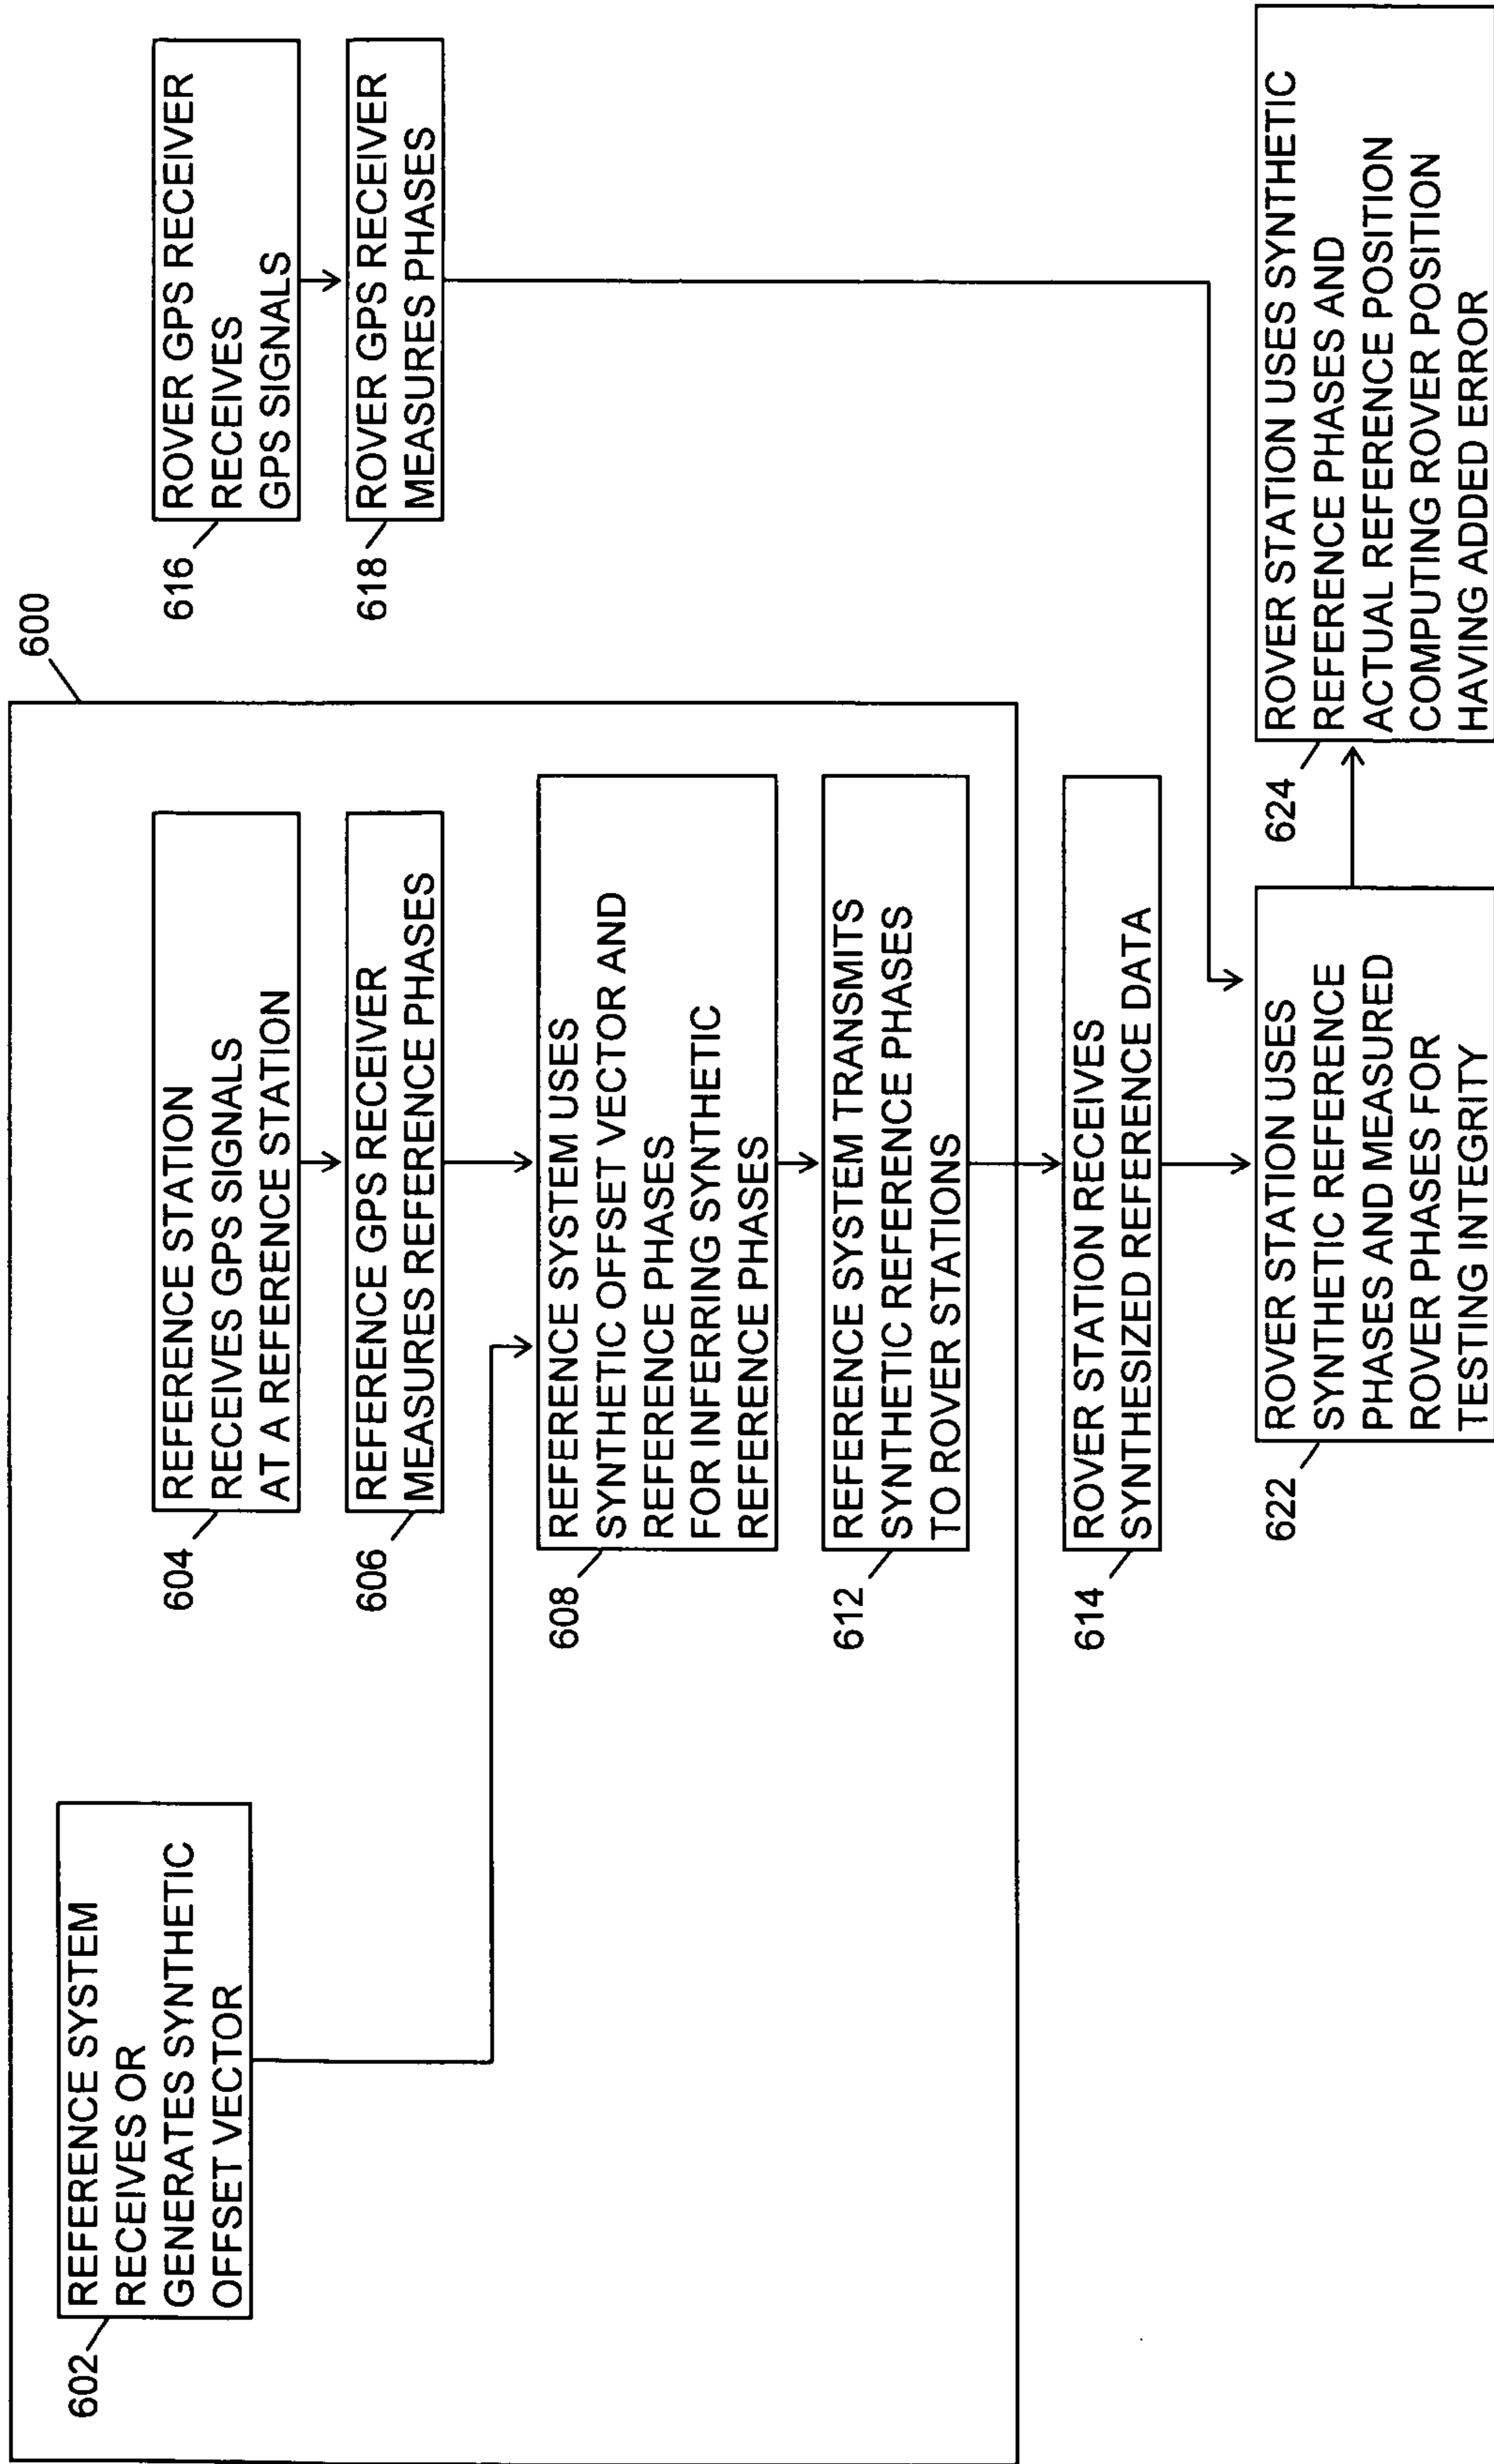 600
602
REFERENCE SYSTEM
RECEIVES OR
GENERATES SYNTHETIC
OFFSET VECTOR
604
REFERENCE STATION
RECEIVES GPS SIGNALS
AT A REFERENCE STATION
606
REFERENCE GPS RECEIVER
MEASURES REFERENCE PHASES
608
REFERENCE SYSTEM USES
SYNTHETIC OFFSET VECTOR AND
REFERENCE PHASES
FOR INFERRING SYNTHETIC
REFERENCE PHASES
612
REFERENCE SYSTEM TRANSMITS
SYNTHETIC REFERENCE PHASES
TO ROVER STATIONS
614
ROVER STATION RECEIVES
SYNTHESIZED REFERENCE DATA
616
ROVER GPS RECEIVER
RECEIVES
GPS SIGNALS
618
ROVER GPS RECEIVER
MEASURES PHASES
622
ROVER STATION USES
SYNTHETIC REFERENCE
PHASES AND MEASURED
ROVER PHASES FOR
TESTING INTEGRITY
624
ROVER STATION USES SYNTHETIC
REFERENCE PHASES AND
ACTUAL REFERENCE POSITION
COMPUTING ROVER POSITION
HAVING ADDED ERROR